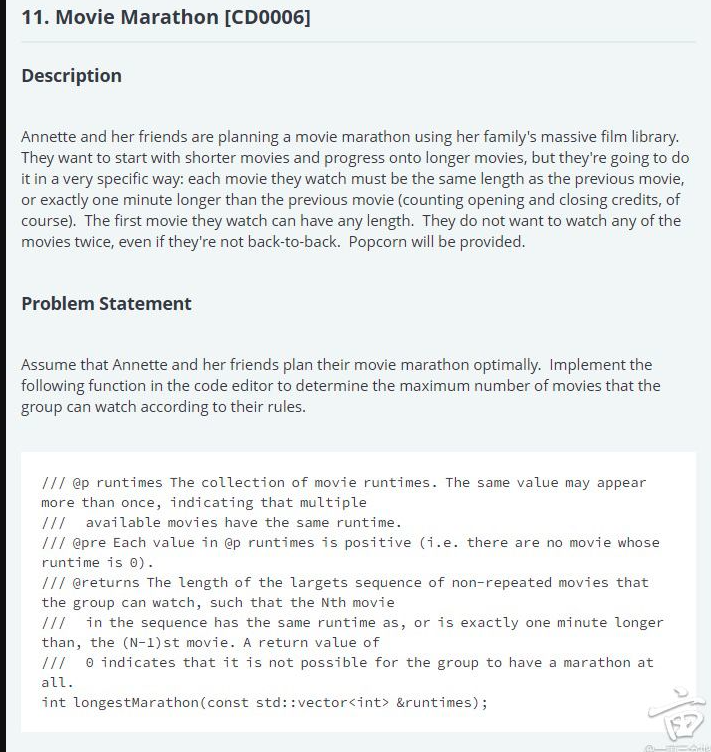 11. Movie Marathon [CD0006]
Description
Annette and her friends are planning a movie marathon using her family's massive film library.
They want to start with shorter movies and progress onto longer movies, but they're going to do
it in a very specific way: each movie they watch must be the same length as the previous movie,
or exactly one minute longer than the previous movie (counting opening and closing credits, of
course).  The first movie they watch can have any length.  They do not want to watch any of the
movies twice, even if they're not back-to-back.  Popcorn will be provided.
Problem Statement
Assume that Annette and her friends plan their movie marathon optimally.  Implement the
following function in the code editor to determine the maximum number of movies that the
group can watch according to their rules.
/// @p runtimes The collection of movie runtimes. The same value may appear
more than once, indicating that multiple
///   available movies have the same runtime.
/// @pre Each value in @p runtimes is positive (i.e. there are no movie whose
runtime is 0).
/// @returns The length of the largets sequence of non-repeated movies that
the group can watch, such that the Nth movie
///   in the sequence has the same runtime as, or is exactly one minute longer
than, the (N-1)st movie. A return value of
///   0 indicates that it is not possible for the group to have a marathon at
all.
int longestMarathon(const std::vector<int> &runtimes);